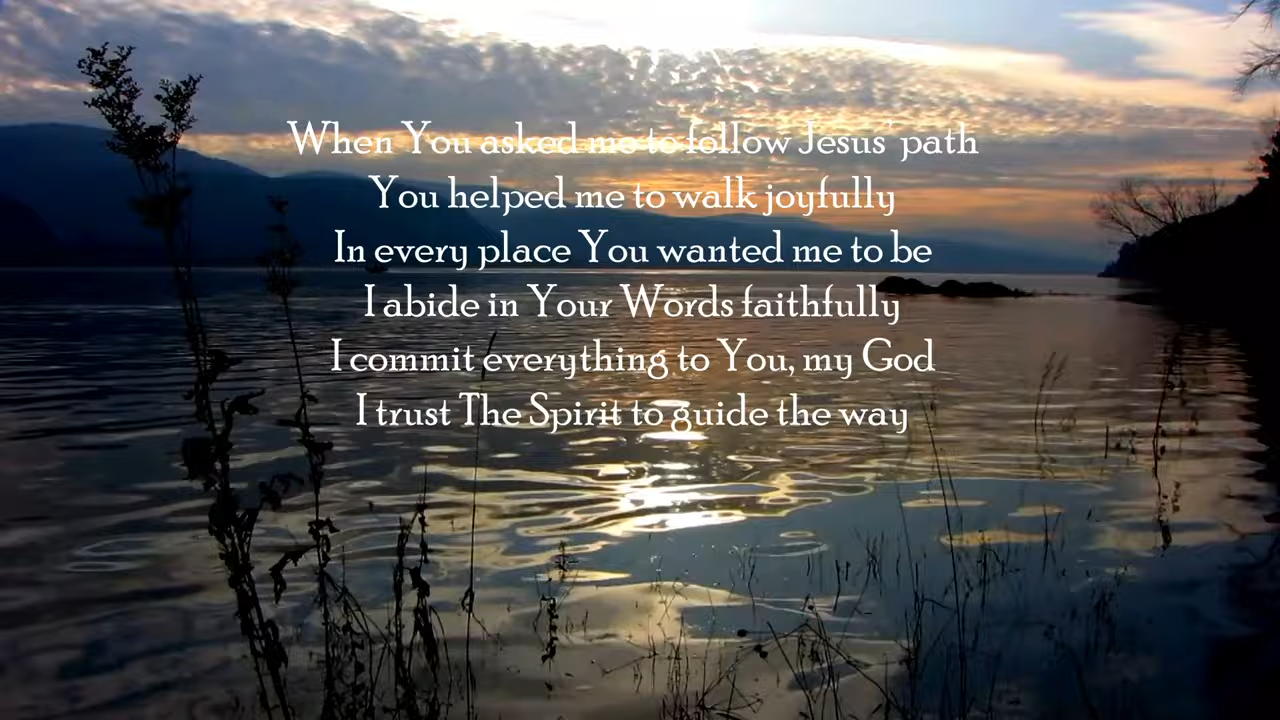 When You asked me to follow Jesus' path
You helped me to walk joyfully
In every place You wanted me to be
I abide in Your Words faithfully
I commit everything to You, my God
I trust The Spirit to guide the way